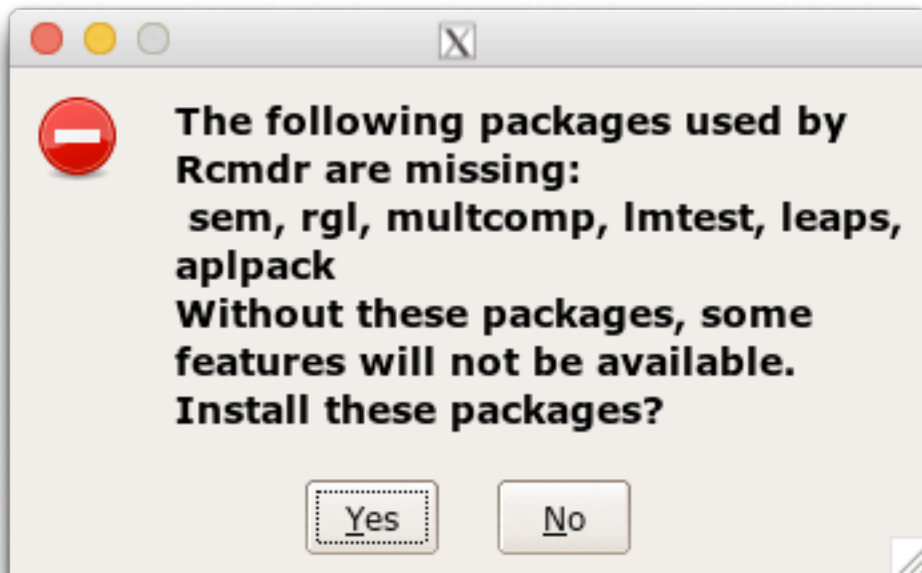 X
The following packages used by
Rcmdr are missing:
sem, rgl, multcomp, lmtest, leaps,
aplpack
Without these packages, some
features will not be available.
Install these packages?
Yes No